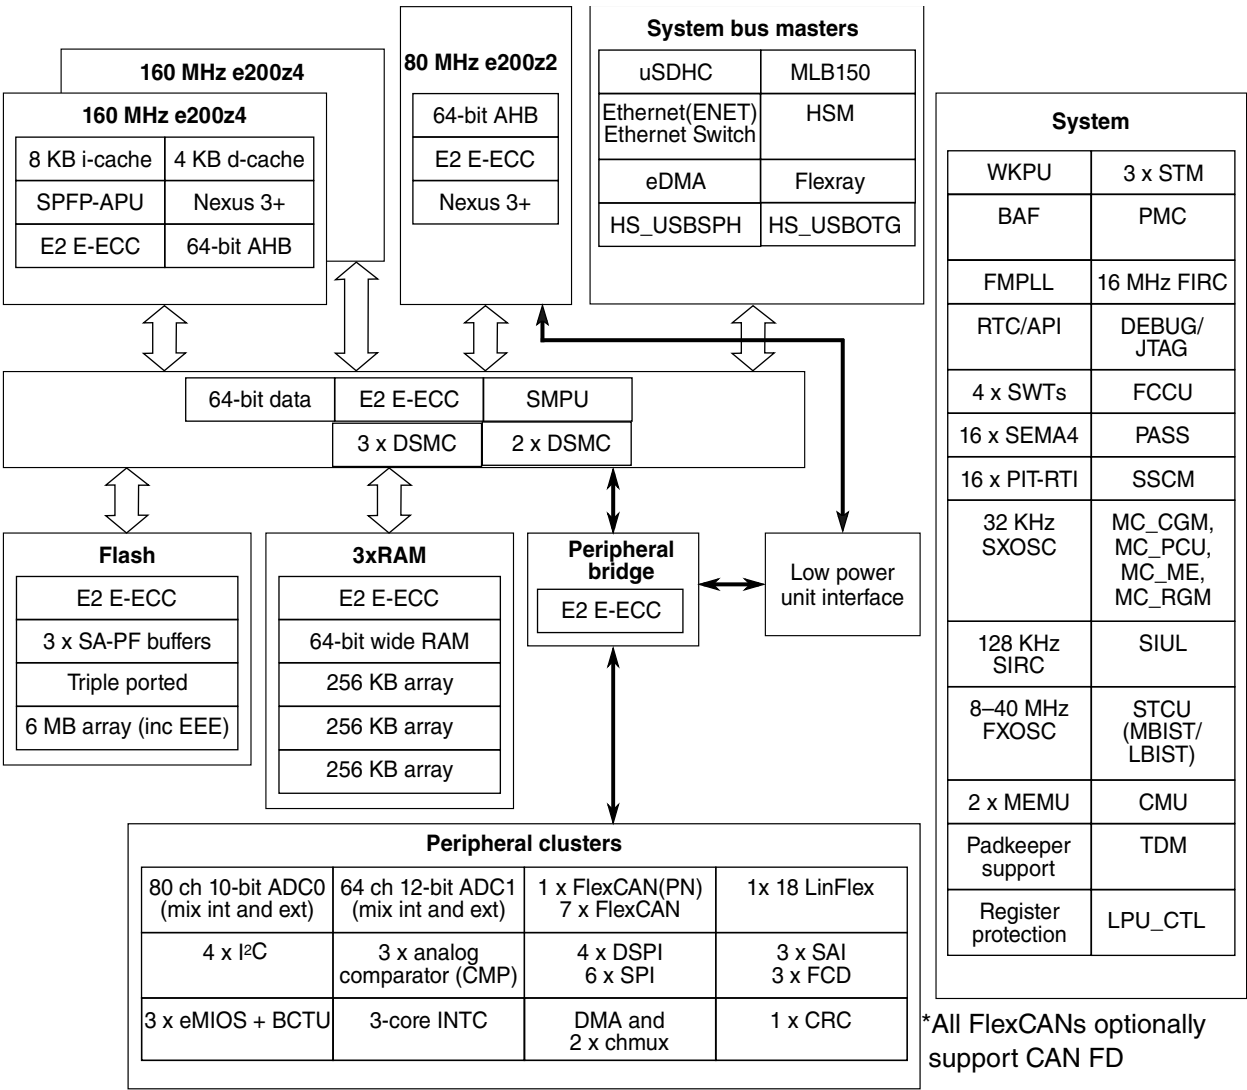 160 MHz e200z4
160 MHz e200z4
8 KB i-cache
4 KB d-cache
SPFP-APU
Nexus 3+
E2 E-ECC
64-bit AHB
80 MHz e200z2
64-bit AHB
E2 E-ECC
Nexus 3+
System bus masters
uSDHC
MLB150
Ethernet(ENET)
Ethernet Switch
HSM
eDMA
Flexray
HS_USBSPH
HS_USBOTG
64-bit data
E2 E-ECC
SMPU
3 x DSMC
2 x DSMC
Flash
E2 E-ECC
3 x SA-PF buffers
Triple ported
6 MB array (inc EEE)
3xRAM
E2 E-ECC
64-bit wide RAM
256 KB array
256 KB array
256 KB array
Peripheral
bridge
E2 E-ECC
Low power
unit interface
Peripheral clusters
80 ch 10-bit ADC0
(mix int and ext)
64 ch 12-bit ADC1
(mix int and ext)
1 x FlexCAN(PN)
7 x FlexCAN
1x 18 LinFlex
4 x I²C
3 x analog
comparator (CMP)
4 x DSPI
6 x SPI
3 x SAI
3 x FCD
3 x eMIOS + BCTU
3-core INTC
DMA and
2 x chmux
1 x CRC
System
WKPU
3 x STM
BAF
PMC
FMPLL
16 MHz FIRC
RTC/API
DEBUG/
JTAG
4 x SWTs
FCCU
16 x SEMA4
PASS
16 x PIT-RTI
SSCM
32 KHz
SXOSC
MC_CGM,
MC_PCU,
MC_ME,
MC_RGM
128 KHz
SIRC
SIUL
8–40 MHz
FXOSC
STCU
(MBIST/
LBIST)
2 x MEMU
CMU
Padkeeper
support
TDM
Register
protection
LPU_CTL
*All FlexCANs optionally
support CAN FD